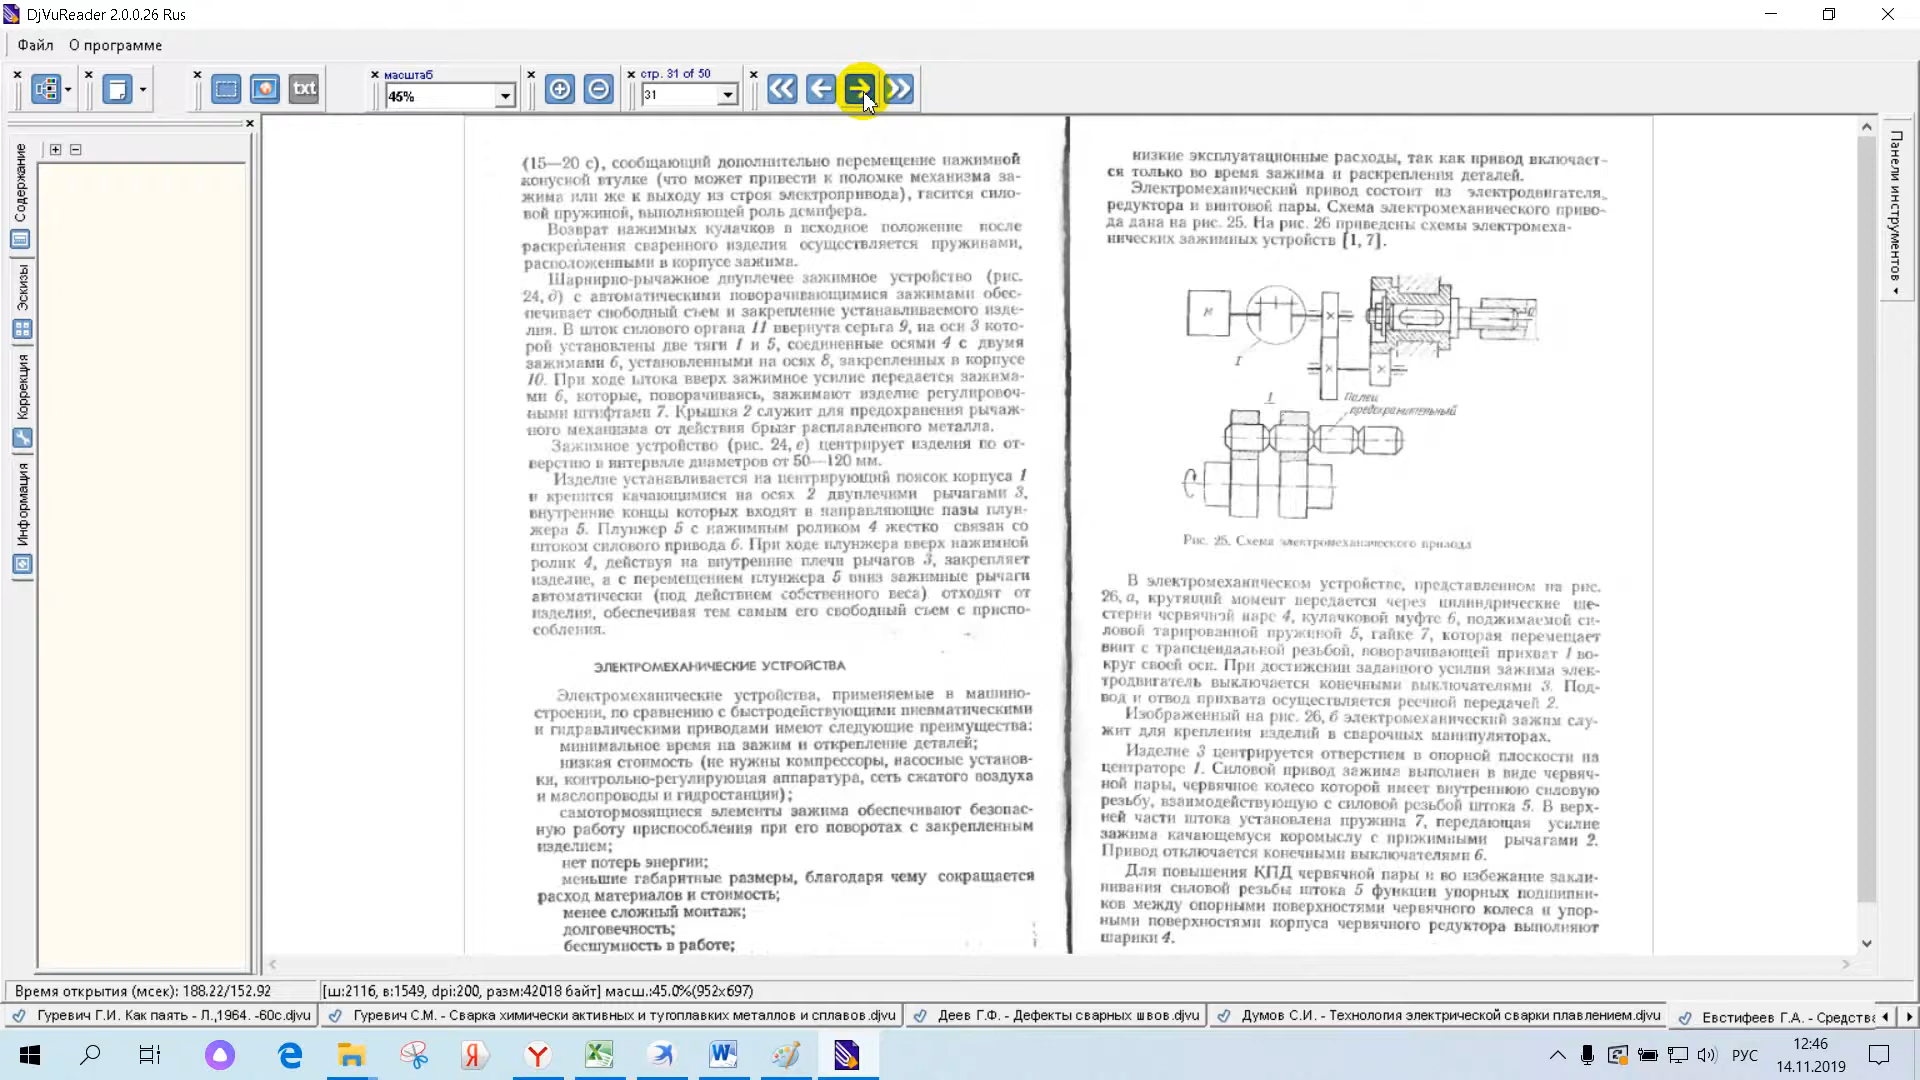 DjVuReader 2.0.0.26 Rus
Файл О программе
масштаб
45%
стр. 31 of 50
31
txt
Содержание
Эскизы
Коррекция
Информация
Панели инструментов
(15—20 с), сообщающий дополнительно перемещение нажимной
конусной втулке (что может привести к поломке механизма за-
жима или же к выходу из строя электропривода), гасится сило-
вой пружиной, выполняющей роль демпфера.
Возврат нажимных кулачков в исходное положение после
раскрепления сваренного изделия осуществляется пружинами,
расположенными в корпусе зажима.
Шарнирно-рычажное двуплечее зажимное устройство (рис.
24, д) с автоматическими поворачивающимися зажимами обес-
печивает свободный съем и закрепление устанавливаемого изде-
лия. В шток силового органа 11 ввернута серьга 9, на оси 3 кото-
рой установлены две тяги 1 и 5, соединенные осями 4 с двумя
зажимами 6, установленными на осях 8, закрепленных в корпусе
10. При ходе штока вверх зажимное усилие передается зажима-
ми 6, которые, поворачиваясь, зажимают изделие регулировоч-
ными штифтами 7. Крышка 2 служит для предохранения рычаж-
ного механизма от действия брызг расплавленного металла.
Зажимное устройство (рис. 24, е) центрирует изделия по от-
верстию в интервале диаметров от 50—120 мм.
Изделие устанавливается на центрирующий поясок корпуса 1
и крепится качающимися на осях 2 двуплечими рычагами 3,
внутренние концы которых входят в направляющие пазы плун-
жера 5. Плунжер 5 с нажимным роликом 4 жестко связан со
штоком силового привода 6. При ходе плунжера вверх нажимной
ролик 4, действуя на внутренние плечи рычагов 3, закрепляет
изделие, а с перемещением плунжера 5 вниз зажимные рычаги
автоматически (под действием собственного веса) отходят от
изделия, обеспечивая тем самым его свободный съем с приспо-
собления.
ЭЛЕКТРОМЕХАНИЧЕСКИЕ УСТРОЙСТВА
Электромеханические устройства, применяемые в машино-
строении, по сравнению с быстродействующими пневматическими
и гидравлическими приводами имеют следующие преимущества:
минимальное время на зажим и открепление деталей;
низкая стоимость (не нужны компрессоры, насосные установ-
ки, контрольно-регулирующая аппаратура, сеть сжатого воздуха
и маслопроводы и гидростанции);
самотормозящиеся элементы зажима обеспечивают безопас-
ную работу приспособления при его поворотах с закрепленным
изделием;
нет потерь энергии;
меньшие габаритные размеры, благодаря чему сокращается
расход материалов и стоимость;
менее сложный монтаж;
долговечность;
бесшумность в работе;
низкие эксплуатационные расходы, так как привод включает-
ся только во время зажима и раскрепления деталей.
Электромеханический привод состоит из электродвигателя,
редуктора и винтовой пары. Схема электромеханического приво-
да дана на рис. 25. На рис. 26 приведены схемы электромеха-
нических зажимных устройств [1, 7].
М
I
I
Палец
предохранительный
Рис. 25. Схема электромеханического привода
В электромеханическом устройстве, представленном на рис.
26, а, крутящий момент передается через цилиндрические ше-
стерни червячной паре 4, кулачковой муфте 6, поджимаемой си-
ловой тарированной пружиной 5, гайке 7, которая перемещает
винт с трапсцендальной резьбой, поворачивающей прихват 1 во-
круг своей оси. При достижении заданного усилия зажима элек-
тродвигатель выключается конечными выключателями 3. Под-
вод и отвод прихвата осуществляется реечной передачей 2.
Изображенный на рис. 26, б электромеханический зажим слу-
жит для крепления изделий в сварочных манипуляторах.
Изделие 3 центрируется отверстием в опорной плоскости на
центраторе 1. Силовой привод зажима выполнен в виде червяч-
ной пары, червячное колесо которой имеет внутреннюю силовую
резьбу, взаимодействующую с силовой резьбой штока 5. В верх-
ней части штока установлена пружина 7, передающая усилие
зажима качающемуся коромыслу с прижимными рычагами 2.
Привод отключается конечными выключателями 6.
Для повышения КПД червячной пары и во избежание закли-
нивания силовой резьбы штока 5 функции упорных подшипни-
ков между опорными поверхностями червячного колеса и упор-
ными поверхностями корпуса червячного редуктора выполняют
шарики 4.
Время открытия (мсек): 188.22/152.92 [ш:2116, в:1549, dpi:200, разм:42018 байт] масш.:45.0%(952x697)
Гуревич Г.И. Как паять - Л.,1964. -60с.djvu Гуревич С.М. - Сварка химически активных и тугоплавких металлов и сплавов.djvu Деев Г.Ф. - Дефекты сварных швов.djvu Думов С.И. - Технология электрической сварки плавлением.djvu Евстифеев Г.А. - Средства
РУС
12:46
14.11.2019